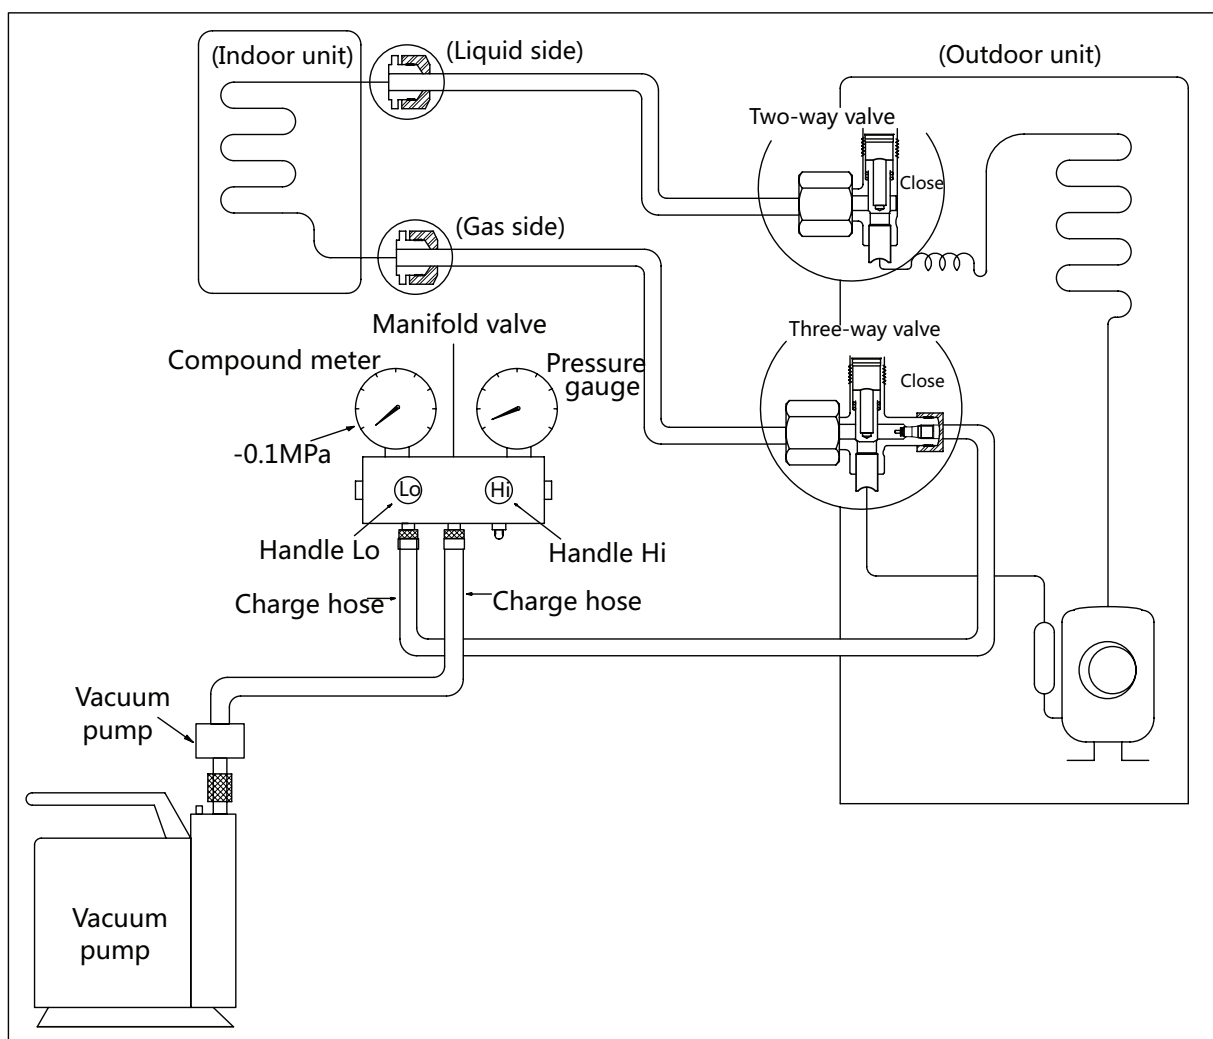 (Indoor unit)
(Liquid side)
(Outdoor unit)
Two-way valve
Close
(Gas side)
Manifold valve
Three-way valve
Compound meter
Pressure
gauge
Close
-0.1MPa
Lo
Hi
Handle Lo
Handle Hi
Charge hose
Charge hose
Vacuum
pump
Vacuum
pump